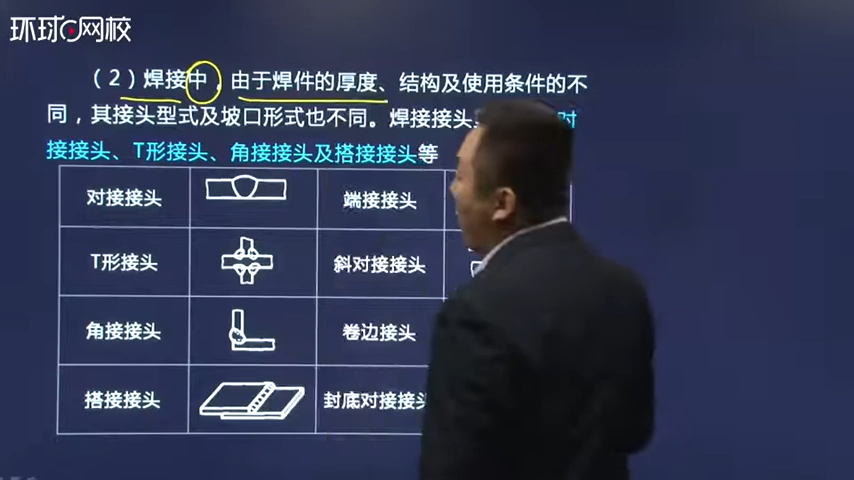 环球网校
（2）焊接中，由于焊件的厚度、结构及使用条件的不
同，其接头型式及坡口形式也不同。焊接接头
对
接接头、T形接头、角接接头及搭接接头等
对接接头
端接接头
T形接头
斜对接接头
角接接头
卷边接头
搭接接头
封底对接接头